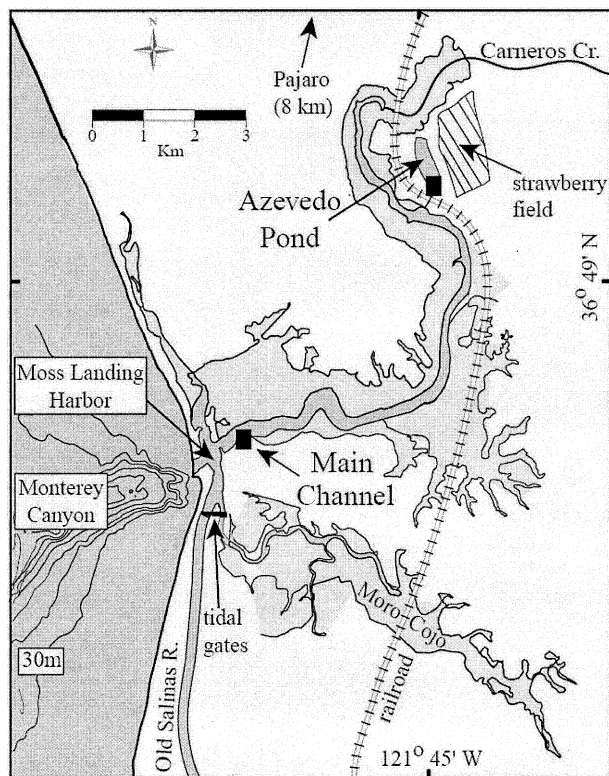 N
Pajaro
(8 km)
Carneros Cr.
0 1 2 3
Km
Azevedo
Pond
strawberry
field
36° 49' N
Moss Landing
Harbor
Main
Channel
Monterey
Canyon
tidal
gates
Moro Cojo
30m
Old Salinas R.
railroad
121° 45' W